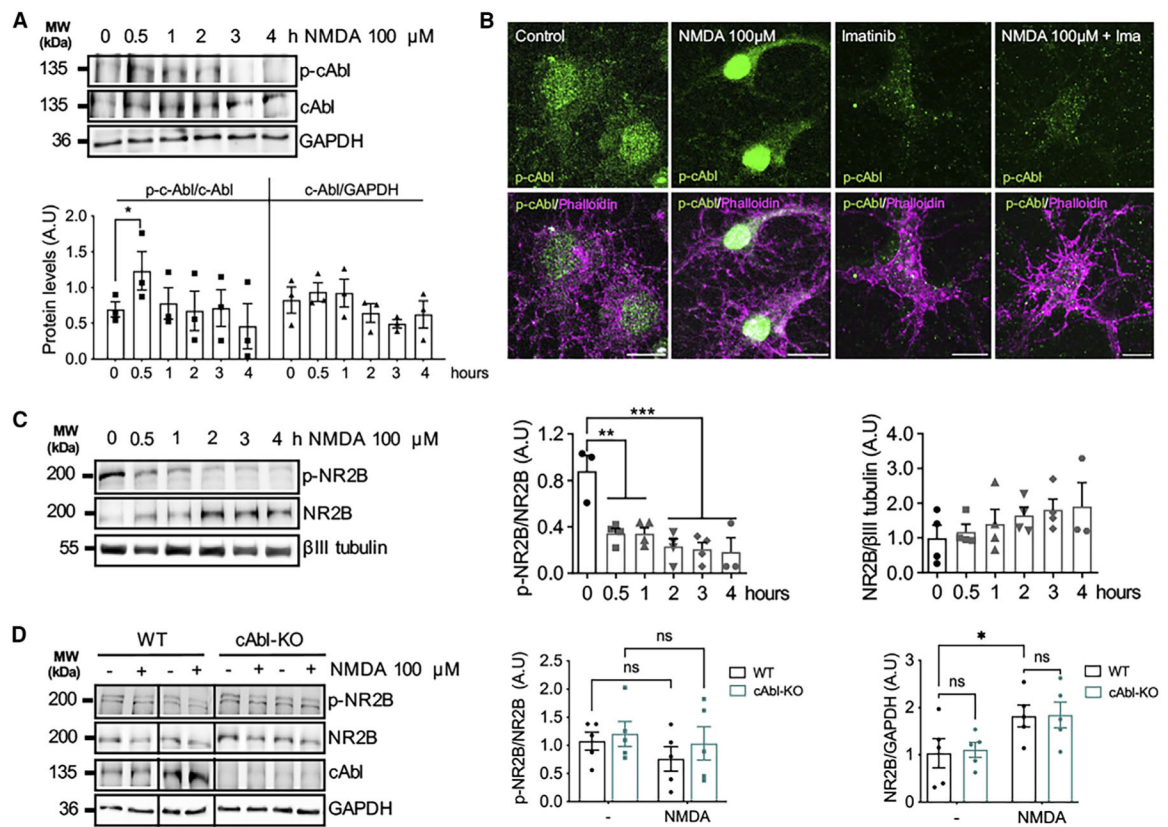 A
MW (kDa)
0 0.5 1 2 3 4 h NMDA 100 µM
135 p-cAbl
135 cAbl
36 GAPDH
p-c-Abl/c-Abl c-Abl/GAPDH
Protein levels (A.U)
2.0
1.5
1.0
0.5
0.0
*
0 0.5 1 2 3 4 0 0.5 1 2 3 4 hours
B
Control NMDA 100µM Imatinib NMDA 100µM + Ima
p-cAbl p-cAbl p-cAbl p-cAbl
p-cAbl/Phalloidin p-cAbl/Phalloidin p-cAbl/Phalloidin p-cAbl/Phalloidin
C
MW (kDa)
0 0.5 1 2 3 4 h NMDA 100 µM
200 p-NR2B
200 NR2B
55 βIII tubulin
p-NR2B/NR2B (A.U)
1.2
0.8
0.4
0.0
**
***
0 0.5 1 2 3 4 hours
NR2B/βIII tubulin (A.U)
4.0
3.0
2.0
1.0
0.0
0 0.5 1 2 3 4 hours
D
WT cAbl-KO
MW (kDa)
- + - + - + - + NMDA 100 µM
200 p-NR2B
200 NR2B
135 cAbl
36 GAPDH
p-NR2B/NR2B (A.U)
2.5
2.0
1.5
1.0
0.5
0.0
ns
ns
WT
cAbl-KO
- NMDA
NR2B/GAPDH (A.U)
3
2
1
0
*
ns
ns
WT
cAbl-KO
- NMDA